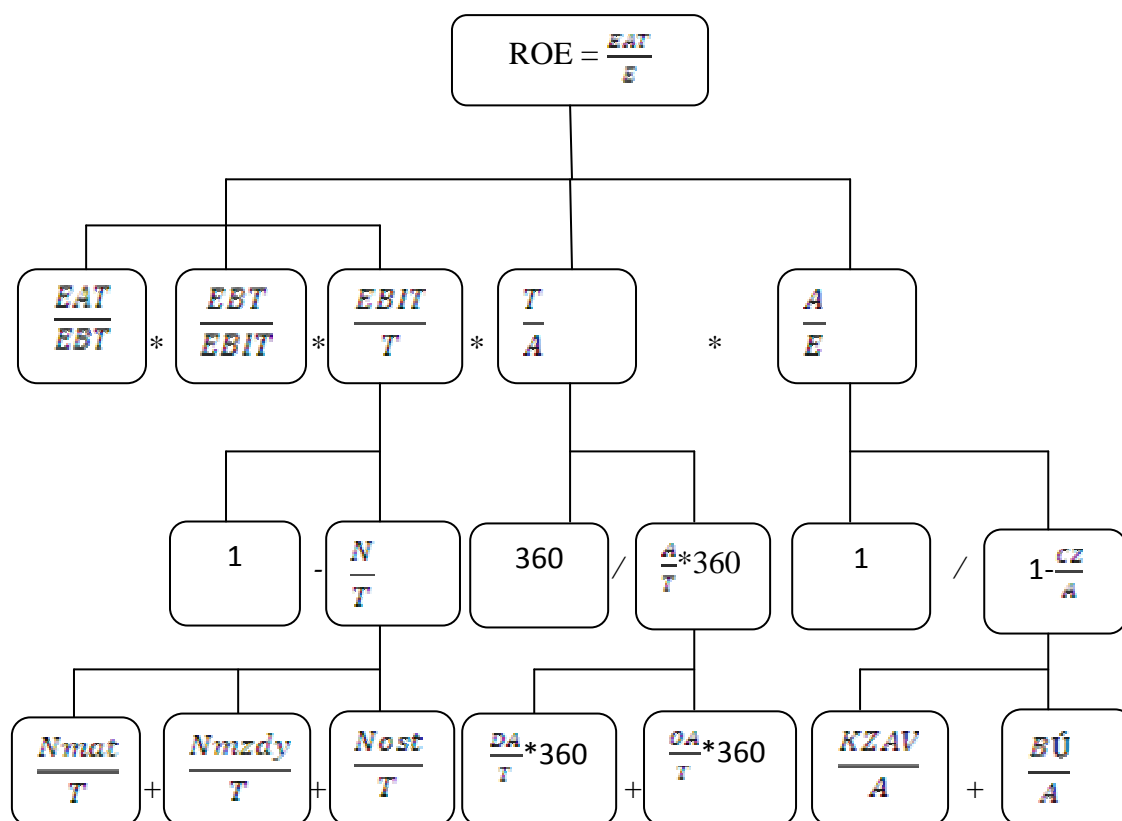 ROE = EAT/E
EAT/EBT * EBT/EBIT * EBIT/T * T/A * A/E
1 - N/T 360 / A/T*360 1 / 1-CZ/A
Nmat/T + Nmzdy/T + Nost/T DA/T*360 + OA/T*360 KZAV/A + BÚ/A